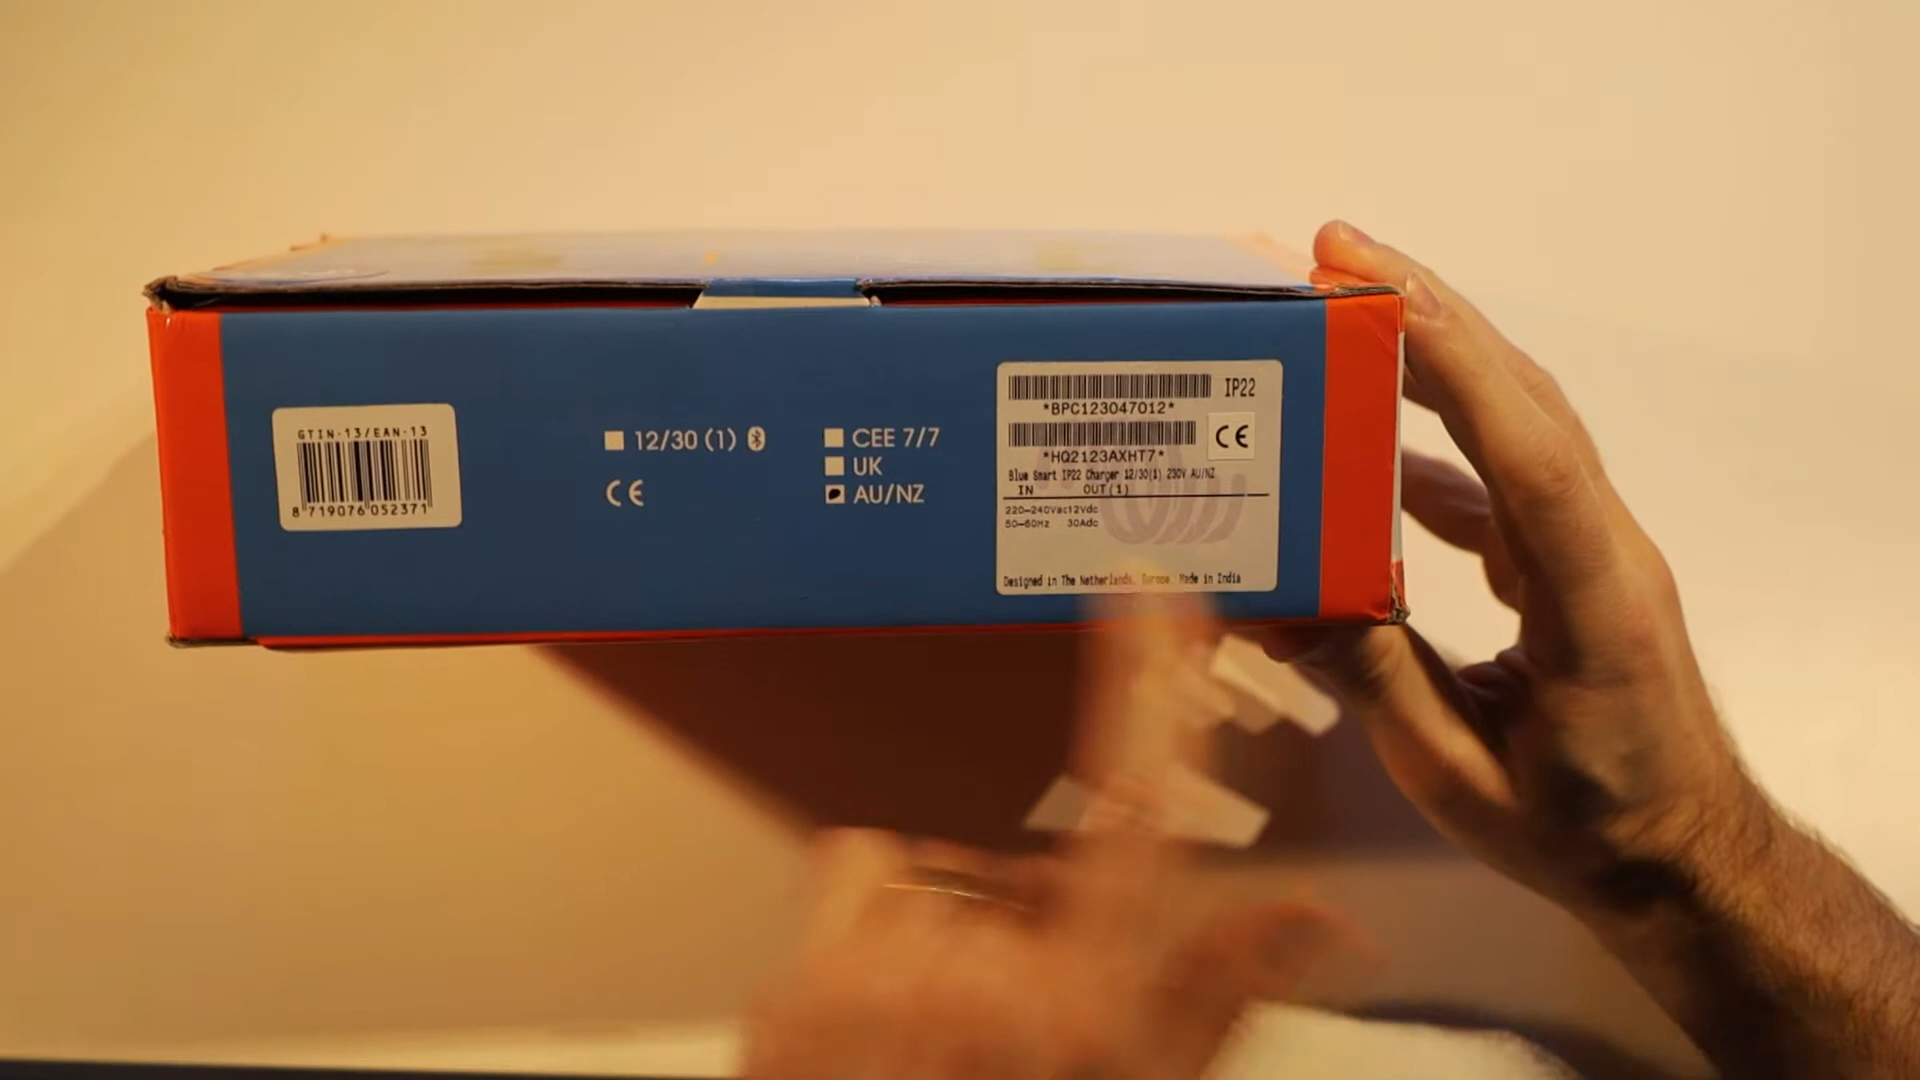 GTIN-13/EAN-13
8 719076 052371
12/30 (1)
CE
CEE 7/7
UK
AU/NZ
IP22
*BPC123047012*
CE
*HQ2123AXHT7*
Blue Smart IP22 Charger 12/30(1) 230V AU/NZ
IN OUT(1)
220-240Vac12Vdc
50-60Hz 30Adc
Designed in The Netherlands, Europe. Made in India